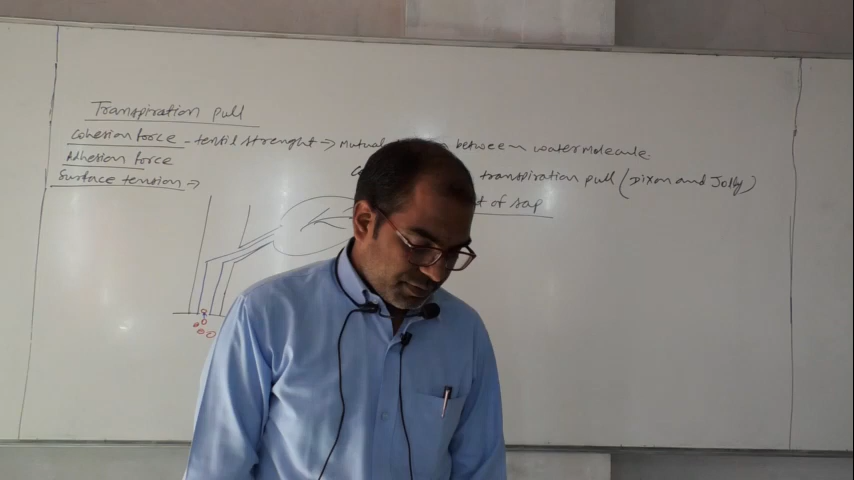 Transpiration pull
Cohesion force - tentil strenght → Mutual between water molecule.
Adhesion force
transpiration pull (Dixon and Jolly)
Surface tension →
of sap